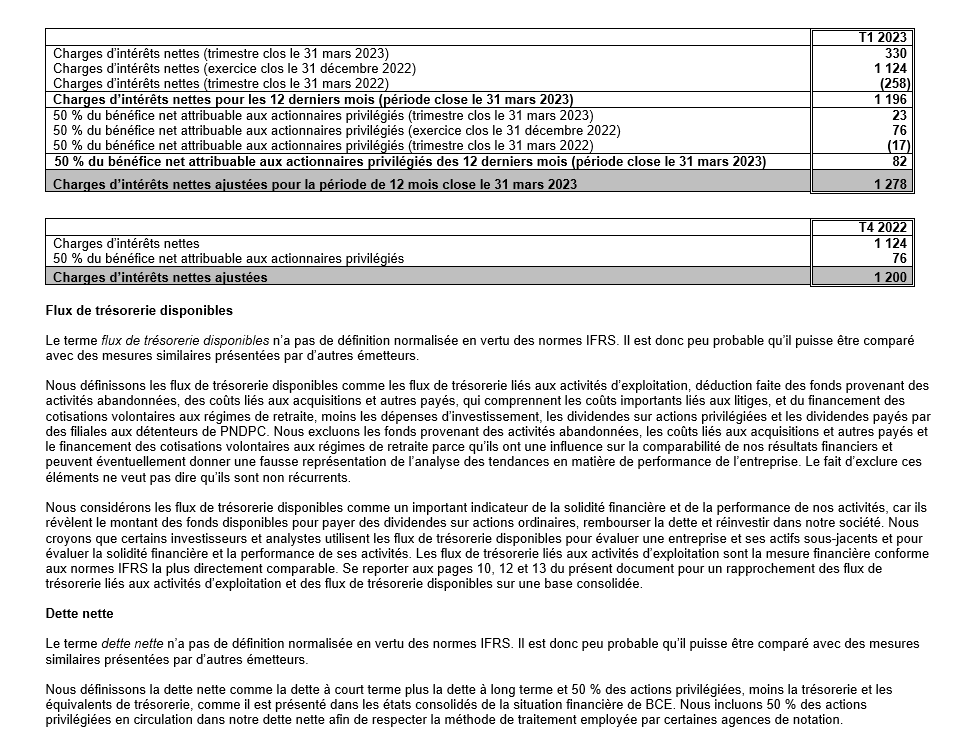 T1 2023
Charges d'intérêts nettes (trimestre clos le 31 mars 2023) 330
Charges d'intérêts nettes (exercice clos le 31 décembre 2022) 1 124
Charges d'intérêts nettes (trimestre clos le 31 mars 2022) (258)
Charges d'intérêts nettes pour les 12 derniers mois (période close le 31 mars 2023) 1 196
50 % du bénéfice net attribuable aux actionnaires privilégiés (trimestre clos le 31 mars 2023) 23
50 % du bénéfice net attribuable aux actionnaires privilégiés (exercice clos le 31 décembre 2022) 76
50 % du bénéfice net attribuable aux actionnaires privilégiés (trimestre clos le 31 mars 2022) (17)
50 % du bénéfice net attribuable aux actionnaires privilégiés des 12 derniers mois (période close le 31 mars 2023) 82
Charges d'intérêts nettes ajustées pour la période de 12 mois close le 31 mars 2023 1 278
T4 2022
Charges d'intérêts nettes 1 124
50 % du bénéfice net attribuable aux actionnaires privilégiés 76
Charges d'intérêts nettes ajustées 1 200
Flux de trésorerie disponibles
Le terme flux de trésorerie disponibles n'a pas de définition normalisée en vertu des normes IFRS. Il est donc peu probable qu'il puisse être comparé
avec des mesures similaires présentées par d'autres émetteurs.
Nous définissons les flux de trésorerie disponibles comme les flux de trésorerie liés aux activités d'exploitation, déduction faite des fonds provenant des
activités abandonnées, des coûts liés aux acquisitions et autres payés, qui comprennent les coûts importants liés aux litiges, et du financement des
cotisations volontaires aux régimes de retraite, moins les dépenses d'investissement, les dividendes sur actions privilégiées et les dividendes payés par
des filiales aux détenteurs de PNDPC. Nous excluons les fonds provenant des activités abandonnées, les coûts liés aux acquisitions et autres payés et
le financement des cotisations volontaires aux régimes de retraite parce qu'ils ont une influence sur la comparabilité de nos résultats financiers et
peuvent éventuellement donner une fausse représentation de l'analyse des tendances en matière de performance de l'entreprise. Le fait d'exclure ces
éléments ne veut pas dire qu'ils sont non récurrents.
Nous considérons les flux de trésorerie disponibles comme un important indicateur de la solidité financière et de la performance de nos activités, car ils
révèlent le montant des fonds disponibles pour payer des dividendes sur actions ordinaires, rembourser la dette et réinvestir dans notre société. Nous
croyons que certains investisseurs et analystes utilisent les flux de trésorerie disponibles pour évaluer une entreprise et ses actifs sous-jacents et pour
évaluer la solidité financière et la performance de ses activités. Les flux de trésorerie liés aux activités d'exploitation sont la mesure financière conforme
aux normes IFRS la plus directement comparable. Se reporter aux pages 10, 12 et 13 du présent document pour un rapprochement des flux de
trésorerie liés aux activités d'exploitation et des flux de trésorerie disponibles sur une base consolidée.
Dette nette
Le terme dette nette n'a pas de définition normalisée en vertu des normes IFRS. Il est donc peu probable qu'il puisse être comparé avec des mesures
similaires présentées par d'autres émetteurs.
Nous définissons la dette nette comme la dette à court terme plus la dette à long terme et 50 % des actions privilégiées, moins la trésorerie et les
équivalents de trésorerie, comme il est présenté dans les états consolidés de la situation financière de BCE. Nous incluons 50 % des actions
privilégiées en circulation dans notre dette nette afin de respecter la méthode de traitement employée par certaines agences de notation.